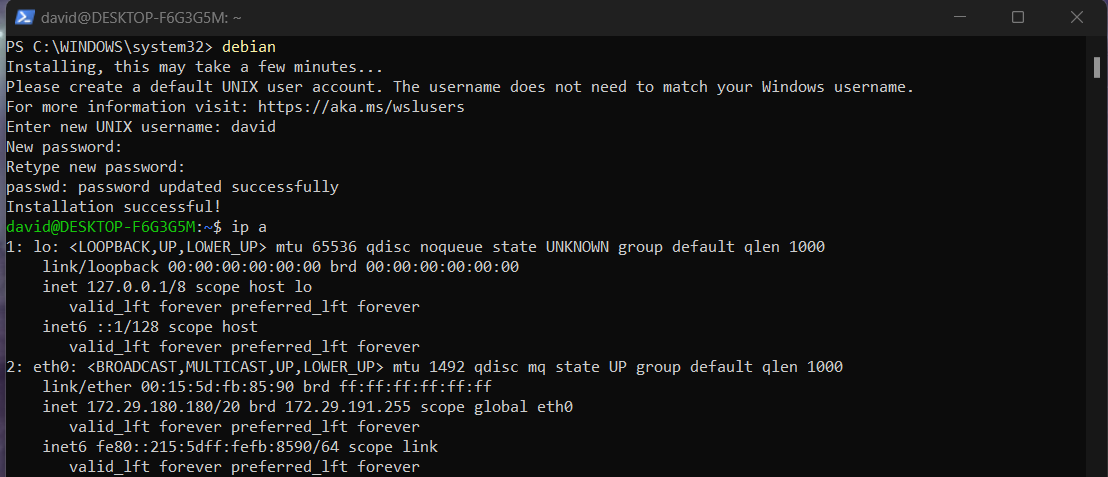 david@DESKTOP-F6G3G5M: ~
PS C:\WINDOWS\system32> debian
Installing, this may take a few minutes...
Please create a default UNIX user account. The username does not need to match your Windows username.
For more information visit: https://aka.ms/wslusers
Enter new UNIX username: david
New password:
Retype new password:
passwd: password updated successfully
Installation successful!
david@DESKTOP-F6G3G5M:~$ ip a
1: lo: <LOOPBACK,UP,LOWER_UP> mtu 65536 qdisc noqueue state UNKNOWN group default qlen 1000
    link/loopback 00:00:00:00:00:00 brd 00:00:00:00:00:00
    inet 127.0.0.1/8 scope host lo
       valid_lft forever preferred_lft forever
    inet6 ::1/128 scope host
       valid_lft forever preferred_lft forever
2: eth0: <BROADCAST,MULTICAST,UP,LOWER_UP> mtu 1492 qdisc mq state UP group default qlen 1000
    link/ether 00:15:5d:fb:85:90 brd ff:ff:ff:ff:ff:ff
    inet 172.29.180.180/20 brd 172.29.191.255 scope global eth0
       valid_lft forever preferred_lft forever
    inet6 fe80::215:5dff:fefb:8590/64 scope link
       valid_lft forever preferred_lft forever